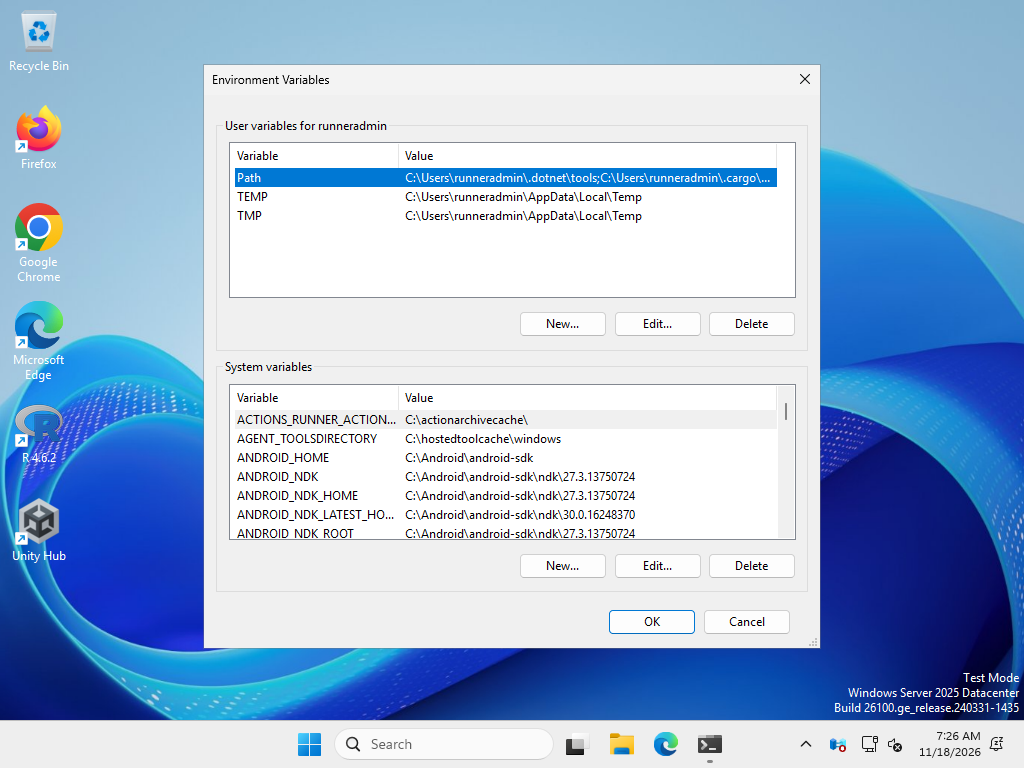 Recycle Bin
Firefox
Google
Chrome
Microsoft
Edge
R 4.6.2
Unity Hub
Environment Variables
User variables for runneradmin
Variable Value
Path C:\Users\runneradmin\.dotnet\tools;C:\Users\runneradmin\.cargo\...
TEMP C:\Users\runneradmin\AppData\Local\Temp
TMP C:\Users\runneradmin\AppData\Local\Temp
New... Edit... Delete
System variables
Variable Value
ACTIONS_RUNNER_ACTION... C:\actionarchivecache\
AGENT_TOOLSDIRECTORY C:\hostedtoolcache\windows
ANDROID_HOME C:\Android\android-sdk
ANDROID_NDK C:\Android\android-sdk\ndk\27.3.13750724
ANDROID_NDK_HOME C:\Android\android-sdk\ndk\27.3.13750724
ANDROID_NDK_LATEST_HO... C:\Android\android-sdk\ndk\30.0.16248370
ANDROID_NDK_ROOT C:\Android\android-sdk\ndk\27.3.13750724
New... Edit... Delete
OK Cancel
Test Mode
Windows Server 2025 Datacenter
Build 26100.ge_release.240331-1435
Search
7:26 AM
11/18/2026